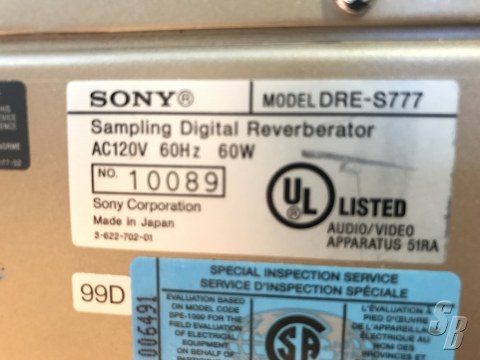 SONY® MODEL DRE-S777
Sampling Digital Reverberator
AC120V 60Hz 60W
NO. 10089
Sony Corporation
Made in Japan
3-622-702-01
UL® LISTED
AUDIO/VIDEO
APPARATUS 51RA
99D
006491
SPECIAL INSPECTION SERVICE
SERVICE D'INSPECTION SPÉCIALE
EVALUATION BASED
ON MODEL CODE
SPE-1000 FOR THE
FIELD EVALUATION
OF ELECTRICAL
EQUIPMENT
ON BEHALF OF
L'ÉVALUATION À
PIED D'ŒUVRE
DE L'APPAREILLAGE
ÉLECTRIQUE AU
NOM DES
SB